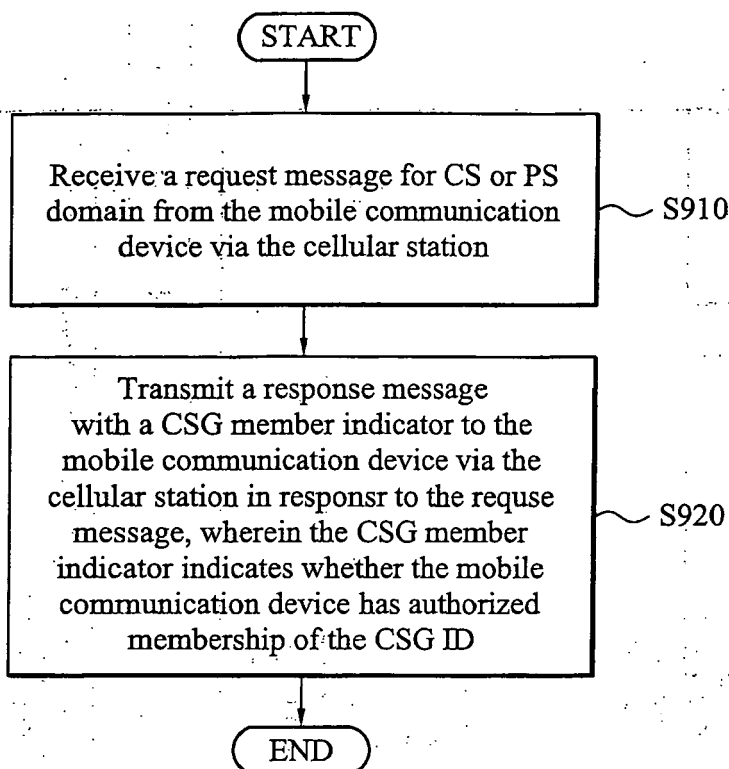 START
Receive a request message for CS or PS
domain from the mobile communication
device via the cellular station
S910
Transmit a response message
with a CSG member indicator to the
mobile communication device via the
cellular station in responsr to the requse
message, wherein the CSG member
indicator indicates whether the mobile
communication device has authorized
membership of the CSG ID
S920
END